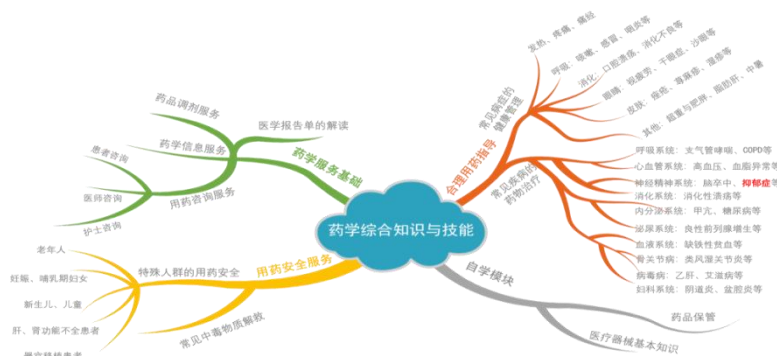 药学综合知识与技能
药学服务基础
药品调剂服务
医学报告单的解读
药学信息服务
用药咨询服务
患者咨询
医师咨询
护士咨询
用药安全服务
特殊人群的用药安全
老年人
妊娠、哺乳期妇女
新生儿、儿童
肝、肾功能不全患者
常见中毒物质解救
合理用药指导
常见病症的
健康管理
发热、疼痛、痛经
呼吸：咳嗽、感冒、咽炎等
消化：口腔溃疡、消化不良等
眼睛：视疲劳、干眼症、沙眼等
皮肤：痤疮、荨麻疹、湿疹等
其他：超重与肥胖、脂肪肝、中暑
常见疾病的
药物治疗
呼吸系统：支气管哮喘、COPD等
心血管系统：高血压、血脂异常等
神经精神系统：脑卒中、抑郁症等
消化系统：消化性溃疡等
内分泌系统：甲亢、糖尿病等
泌尿系统：良性前列腺增生等
血液系统：缺铁性贫血等
骨关节病：类风湿关节炎等
病毒病：乙肝、艾滋病等
妇科系统：阴道炎、盆腔炎等
自学模块
药品保管
医疗器械基本知识